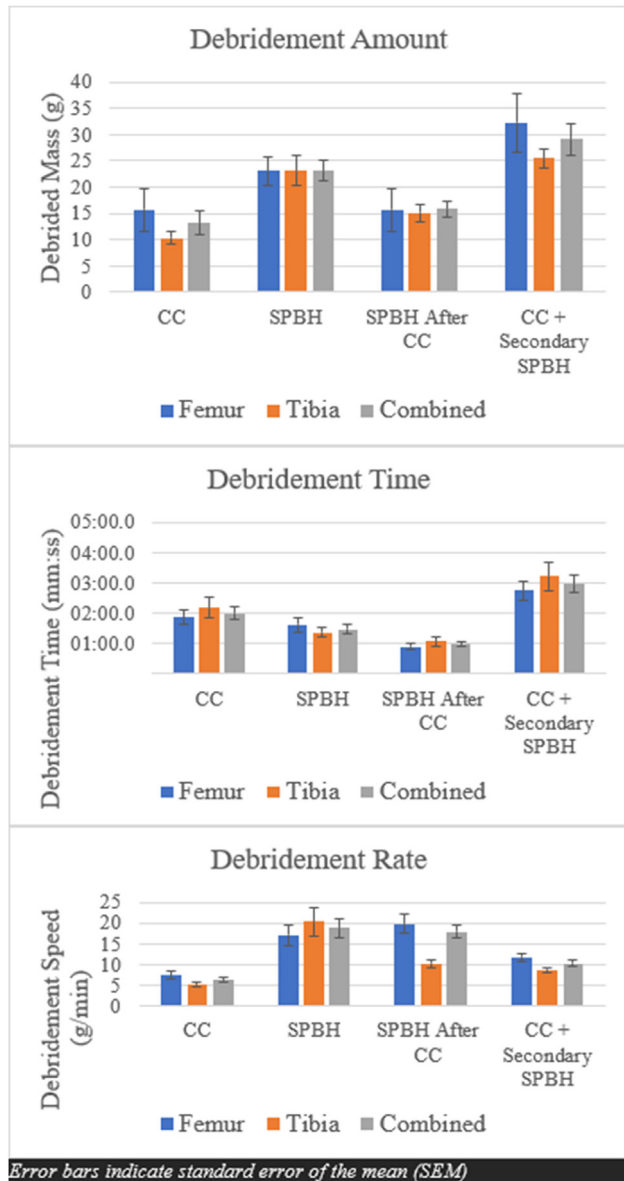 Debridement Amount
Debrided Mass (g)
40
35
30
25
20
15
10
5
0
CC
SPBH
SPBH After
CC
CC +
Secondary
SPBH
Femur Tibia Combined
Debridement Time
Debridement Time (mm:ss)
05:00.0
04:00.0
03:00.0
02:00.0
01:00.0
CC
SPBH
SPBH After
CC
CC +
Secondary
SPBH
Femur Tibia Combined
Debridement Rate
Debridement Speed
(g/min)
25
20
15
10
5
0
CC
SPBH
SPBH After
CC
CC +
Secondary
SPBH
Femur Tibia Combined
Error bars indicate standard error of the mean (SEM)